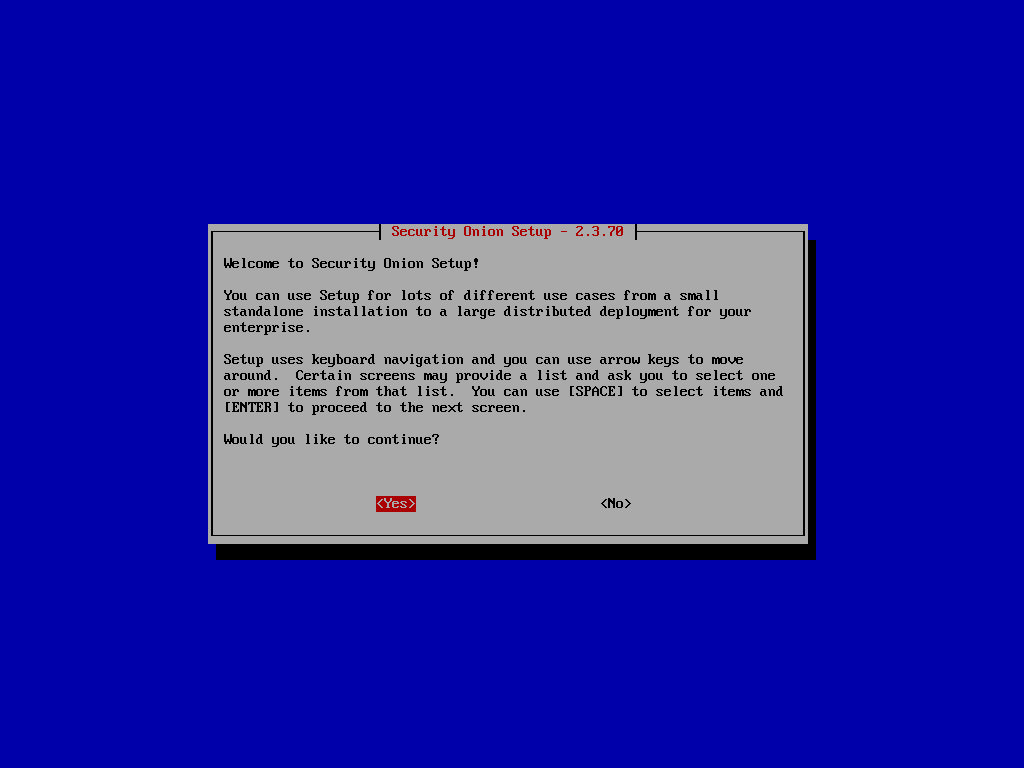 Security Onion Setup - 2.3.70
Welcome to Security Onion Setup!
You can use Setup for lots of different use cases from a small
standalone installation to a large distributed deployment for your
enterprise.
Setup uses keyboard navigation and you can use arrow keys to move
around.  Certain screens may provide a list and ask you to select one
or more items from that list.  You can use [SPACE] to select items and
[ENTER] to proceed to the next screen.
Would you like to continue?
<Yes> <No>